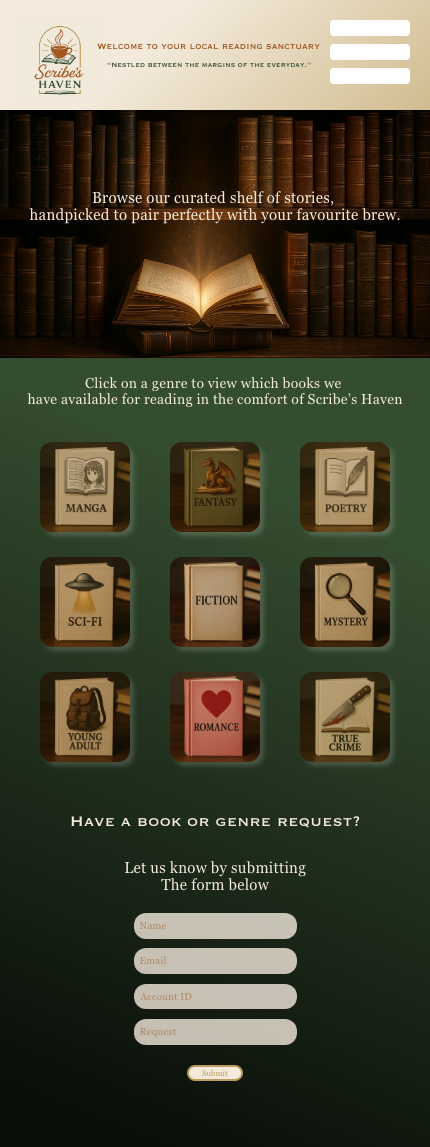 Scribe's
HAVEN
WELCOME TO YOUR LOCAL READING SANCTUARY
"NESTLED BETWEEN THE MARGINS OF THE EVERYDAY."
Browse our curated shelf of stories,
handpicked to pair perfectly with your favourite brew.
Click on a genre to view which books we
have available for reading in the comfort of Scribe's Haven
MANGA
FANTASY
POETRY
SCI-FI
FICTION
MYSTERY
YOUNG
ADULT
ROMANCE
TRUE
CRIME
HAVE A BOOK OR GENRE REQUEST?
Let us know by submitting
The form below
Name
Email
Account ID
Request
Submit